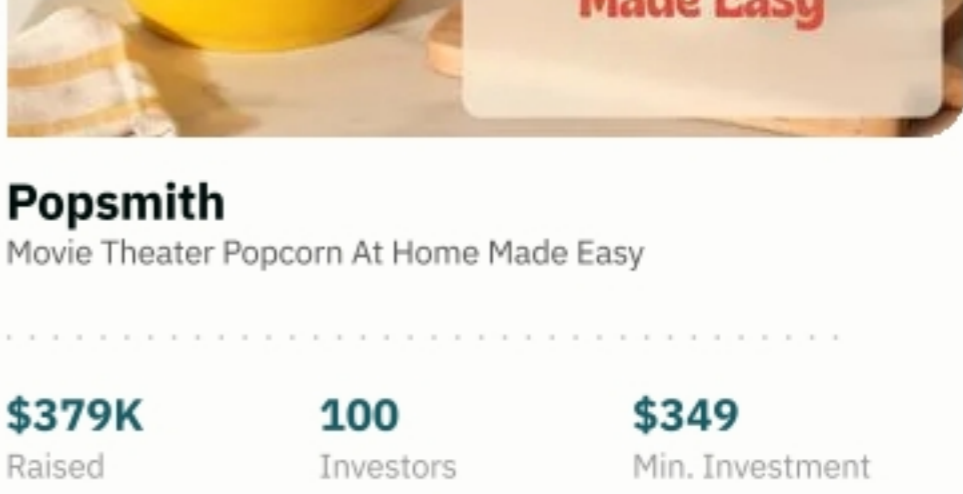 Made Easy
Popsmith
Movie Theater Popcorn At Home Made Easy
$379K
100
$349
Raised
Investors
Min. Investment